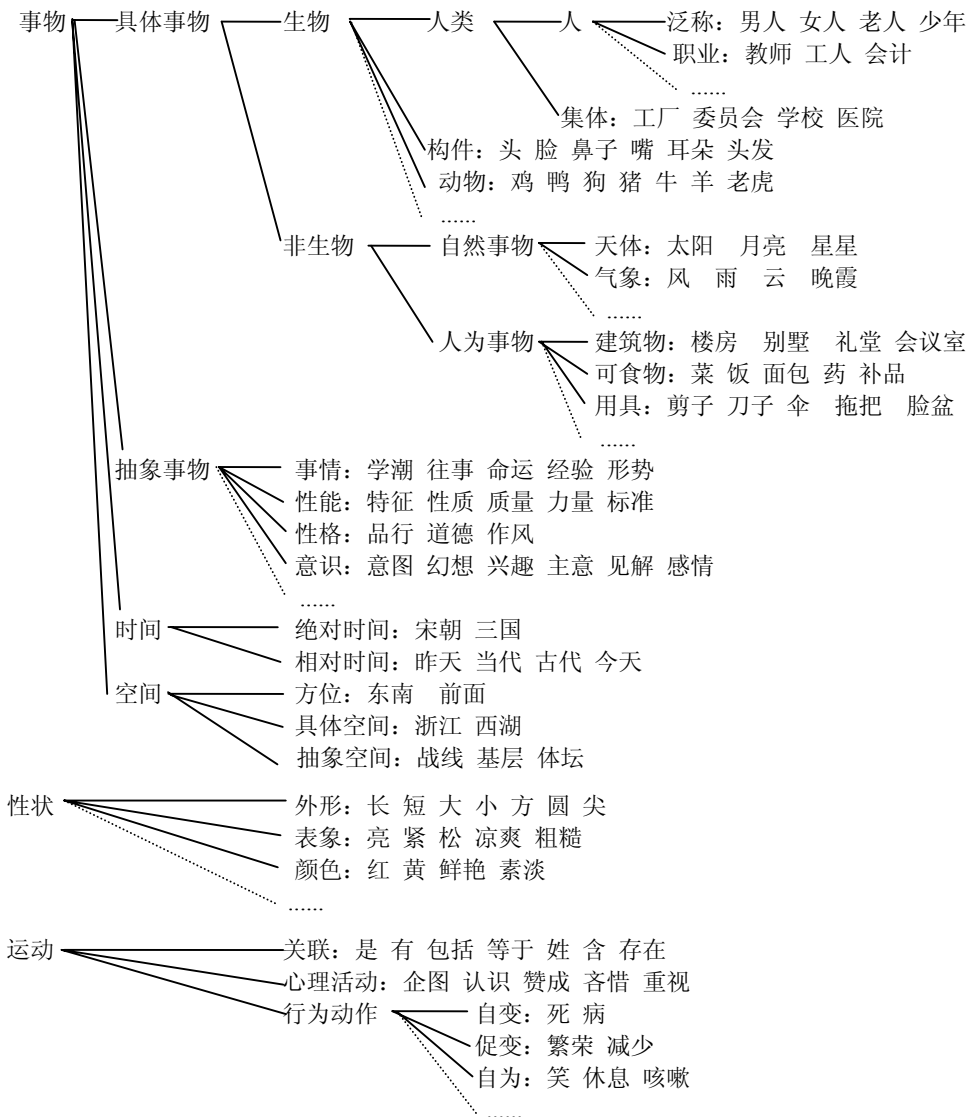 事物 具体事物 生物 人类 人 泛称：男人 女人 老人 少年
职业：教师 工人 会计
......
集体：工厂 委员会 学校 医院
构件：头 脸 鼻子 嘴 耳朵 头发
动物：鸡 鸭 狗 猪 牛 羊 老虎
......
非生物 自然事物 天体：太阳 月亮 星星
气象：风 雨 云 晚霞
......
人为事物 建筑物：楼房 别墅 礼堂 会议室
可食物：菜 饭 面包 药 补品
用具：剪子 刀子 伞 拖把 脸盆
......
抽象事物 事情：学潮 往事 命运 经验 形势
性能：特征 性质 质量 力量 标准
性格：品行 道德 作风
意识：意图 幻想 兴趣 主意 见解 感情
......
时间 绝对时间：宋朝 三国
相对时间：昨天 当代 古代 今天
空间 方位：东南 前面
具体空间：浙江 西湖
抽象空间：战线 基层 体坛
性状 外形：长 短 大 小 方 圆 尖
表象：亮 紧 松 凉爽 粗糙
颜色：红 黄 鲜艳 素淡
......
运动 关联：是 有 包括 等于 姓 含 存在
心理活动：企图 认识 赞成 吝惜 重视
行为动作 自变：死 病
促变：繁荣 减少
自为：笑 休息 咳嗽
......